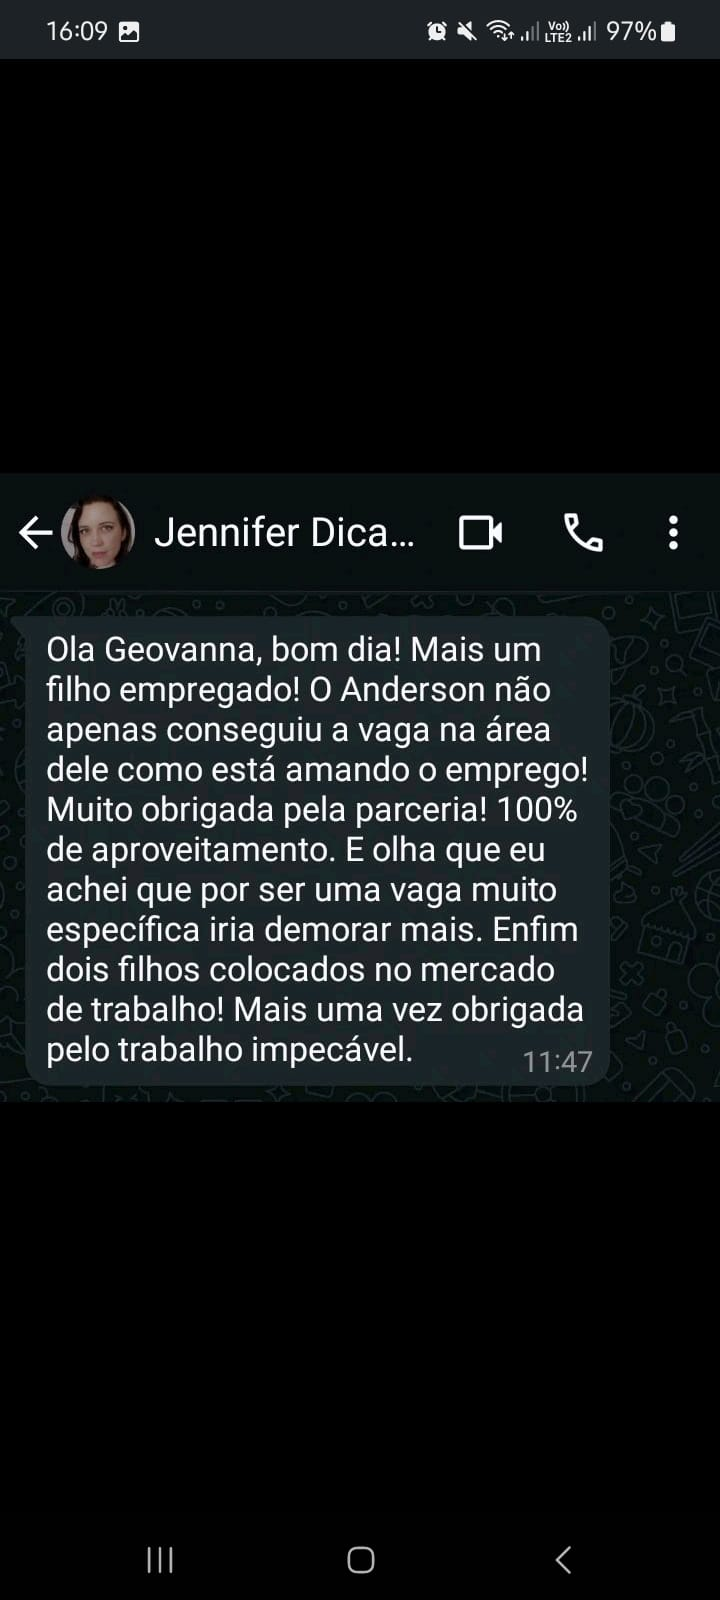 16:09
Vo))
LTE2
97%
Jennifer Dica...
Ola Geovanna, bom dia! Mais um
filho empregado! O Anderson não
apenas conseguiu a vaga na área
dele como está amando o emprego!
Muito obrigada pela parceria! 100%
de aproveitamento. E olha que eu
achei que por ser uma vaga muito
específica iria demorar mais. Enfim
dois filhos colocados no mercado
de trabalho! Mais uma vez obrigada
pelo trabalho impecável.
11:47